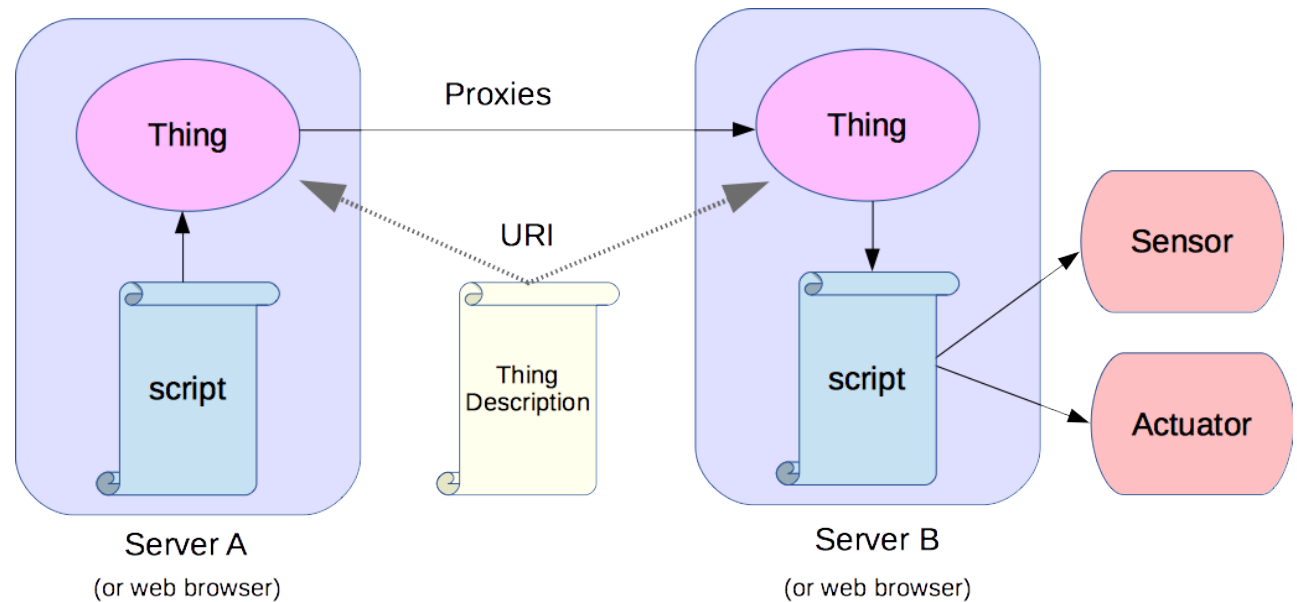 Proxies
Thing
Thing
URI
Sensor
script
Thing
Description
script
Actuator
Server A
(or web browser)
Server B
(or web browser)